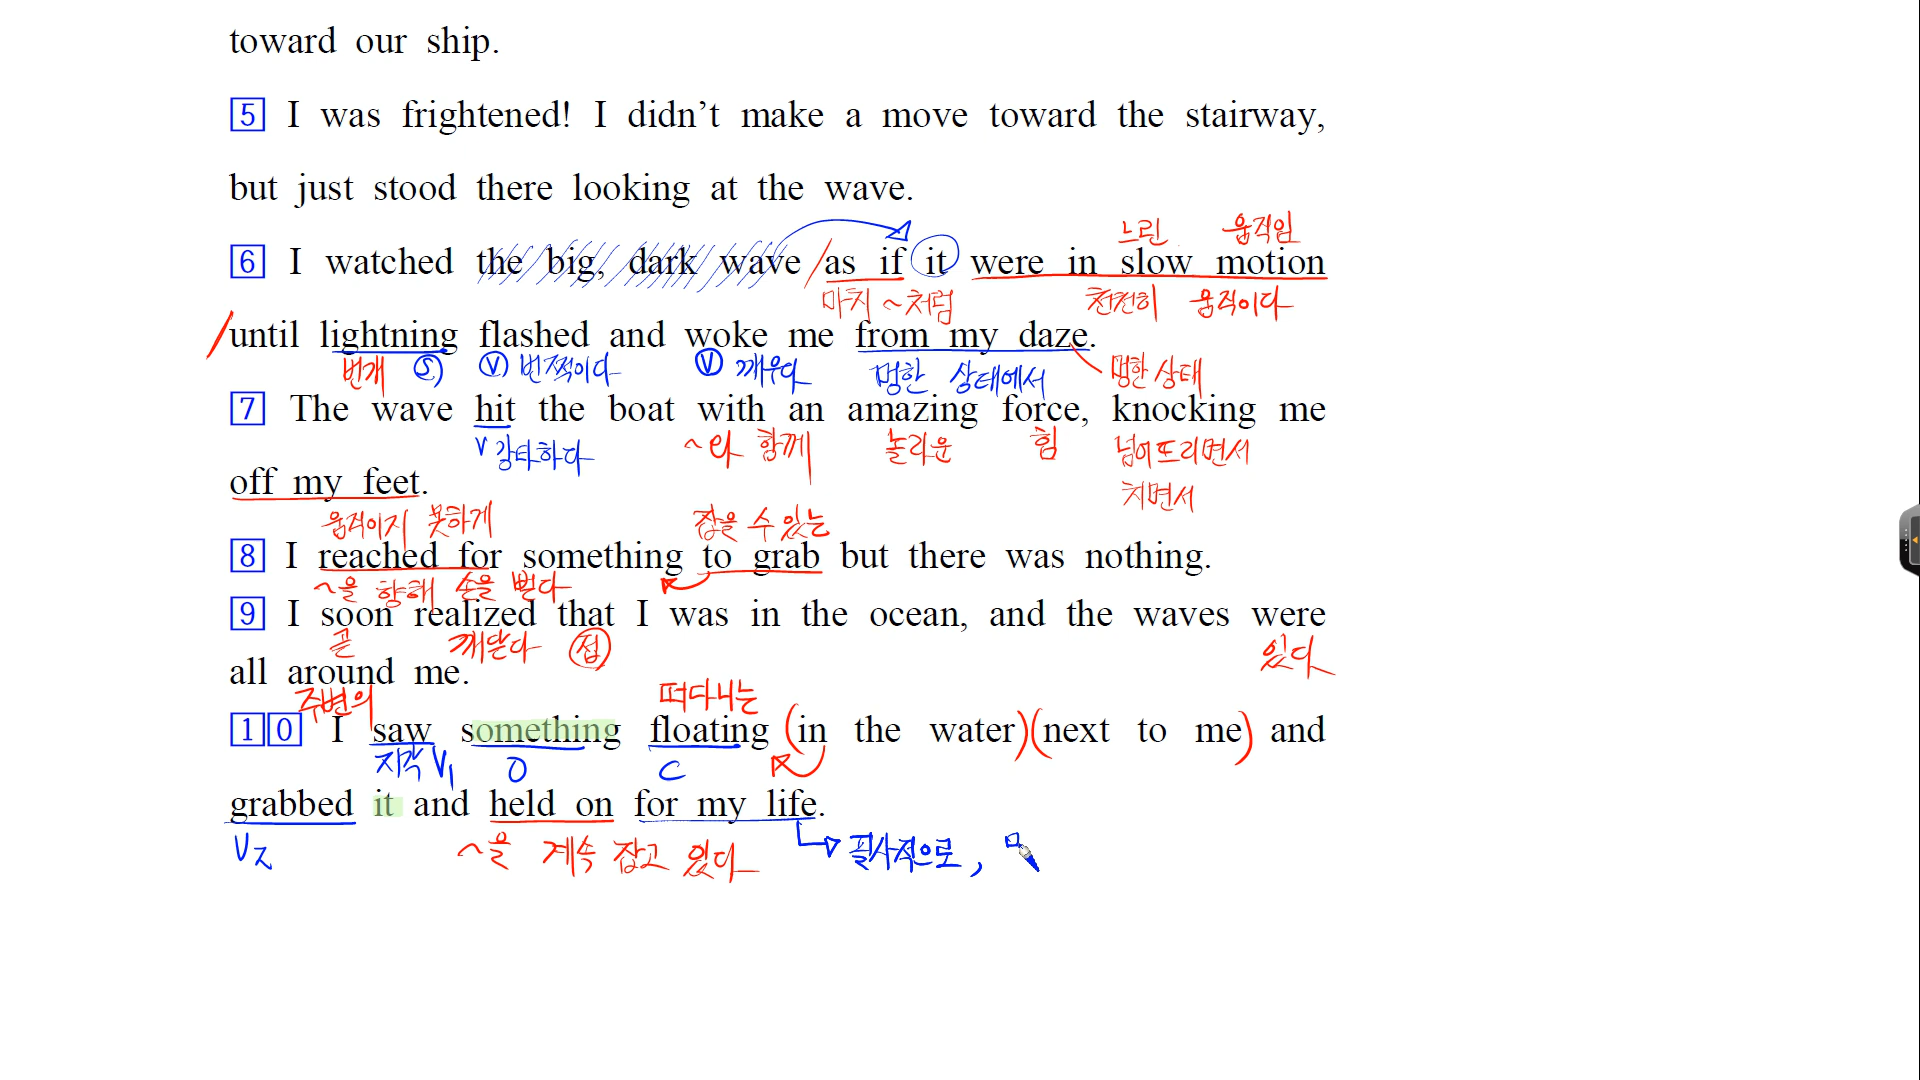 toward our ship.
5 I was frightened! I didn't make a move toward the stairway,
but just stood there looking at the wave.
느린 움직임
6 I watched the big, dark wave / as if it were in slow motion
마치 ~처럼 천천히 움직이다
/ until lightning flashed and woke me from my daze.
번개 S V 번쩍이다 V 깨우다 멍한 상태에서 멍한 상태
7 The wave hit the boat with an amazing force, knocking me
V 강타하다 ~와 함께 놀라운 힘 넘어뜨리면서
off my feet.
치면서
움직이지 못하게 잡을 수 있는
8 I reached for something to grab but there was nothing.
~을 향해 손을 뻗다
9 I soon realized that I was in the ocean, and the waves were
곧 깨닫다 접 있다
all around me.
주변의 떠다니는
10 I saw something floating (in the water)(next to me) and
지각 V1 O C
grabbed it and held on for my life.
V2 ~을 계속 잡고 있다 필사적으로,